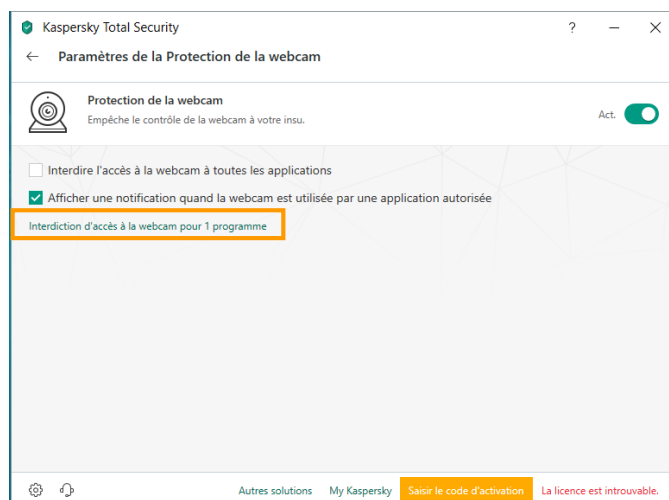 Kaspersky Total Security
?
← Paramètres de la Protection de la webcam
Protection de la webcam
Empêche le contrôle de la webcam à votre insu.
Act.
Interdire l'accès à la webcam à toutes les applications
Afficher une notification quand la webcam est utilisée par une application autorisée
Interdiction d'accès à la webcam pour 1 programme
Autres solutions My Kaspersky Saisir le code d'activation La licence est introuvable.